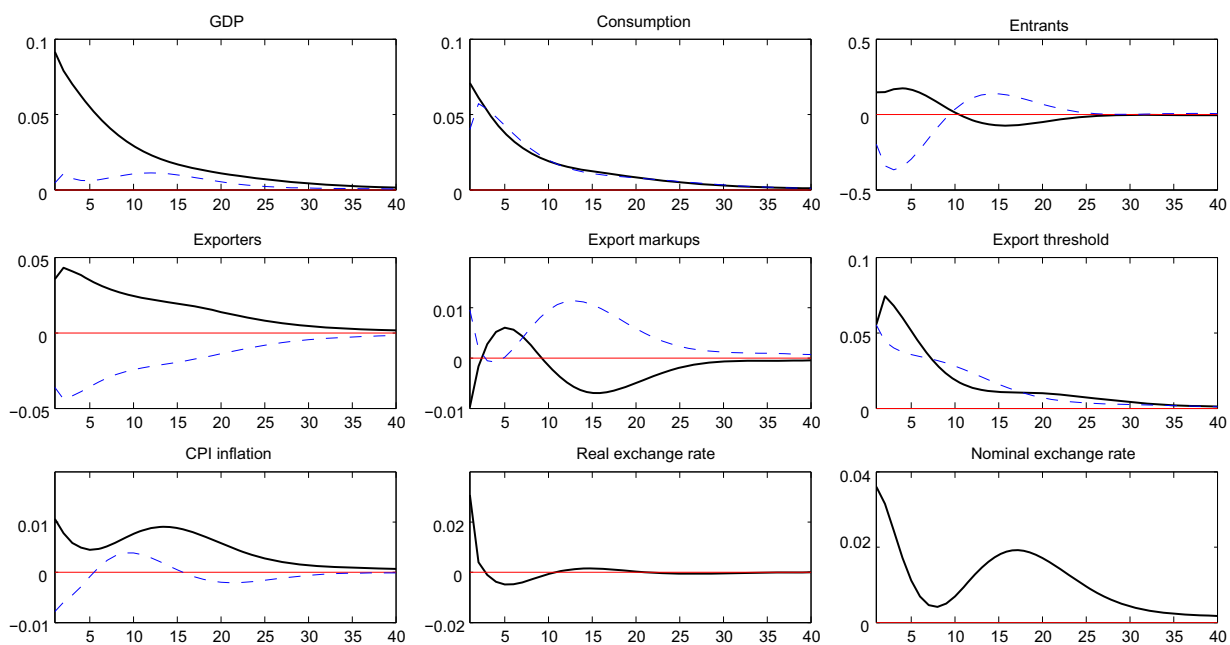 GDP
0.1
0.05
0
5 10 15 20 25 30 35 40
Consumption
0.1
0.05
0
5 10 15 20 25 30 35 40
Entrants
0.5
0
−0.5
5 10 15 20 25 30 35 40
Exporters
0.05
0
−0.05
5 10 15 20 25 30 35 40
Export markups
0.01
0
−0.01
5 10 15 20 25 30 35 40
Export threshold
0.1
0.05
0
5 10 15 20 25 30 35 40
CPI inflation
0.01
0
−0.01
5 10 15 20 25 30 35 40
Real exchange rate
0.02
0
−0.02
5 10 15 20 25 30 35 40
Nominal exchange rate
0.04
0.02
0
5 10 15 20 25 30 35 40